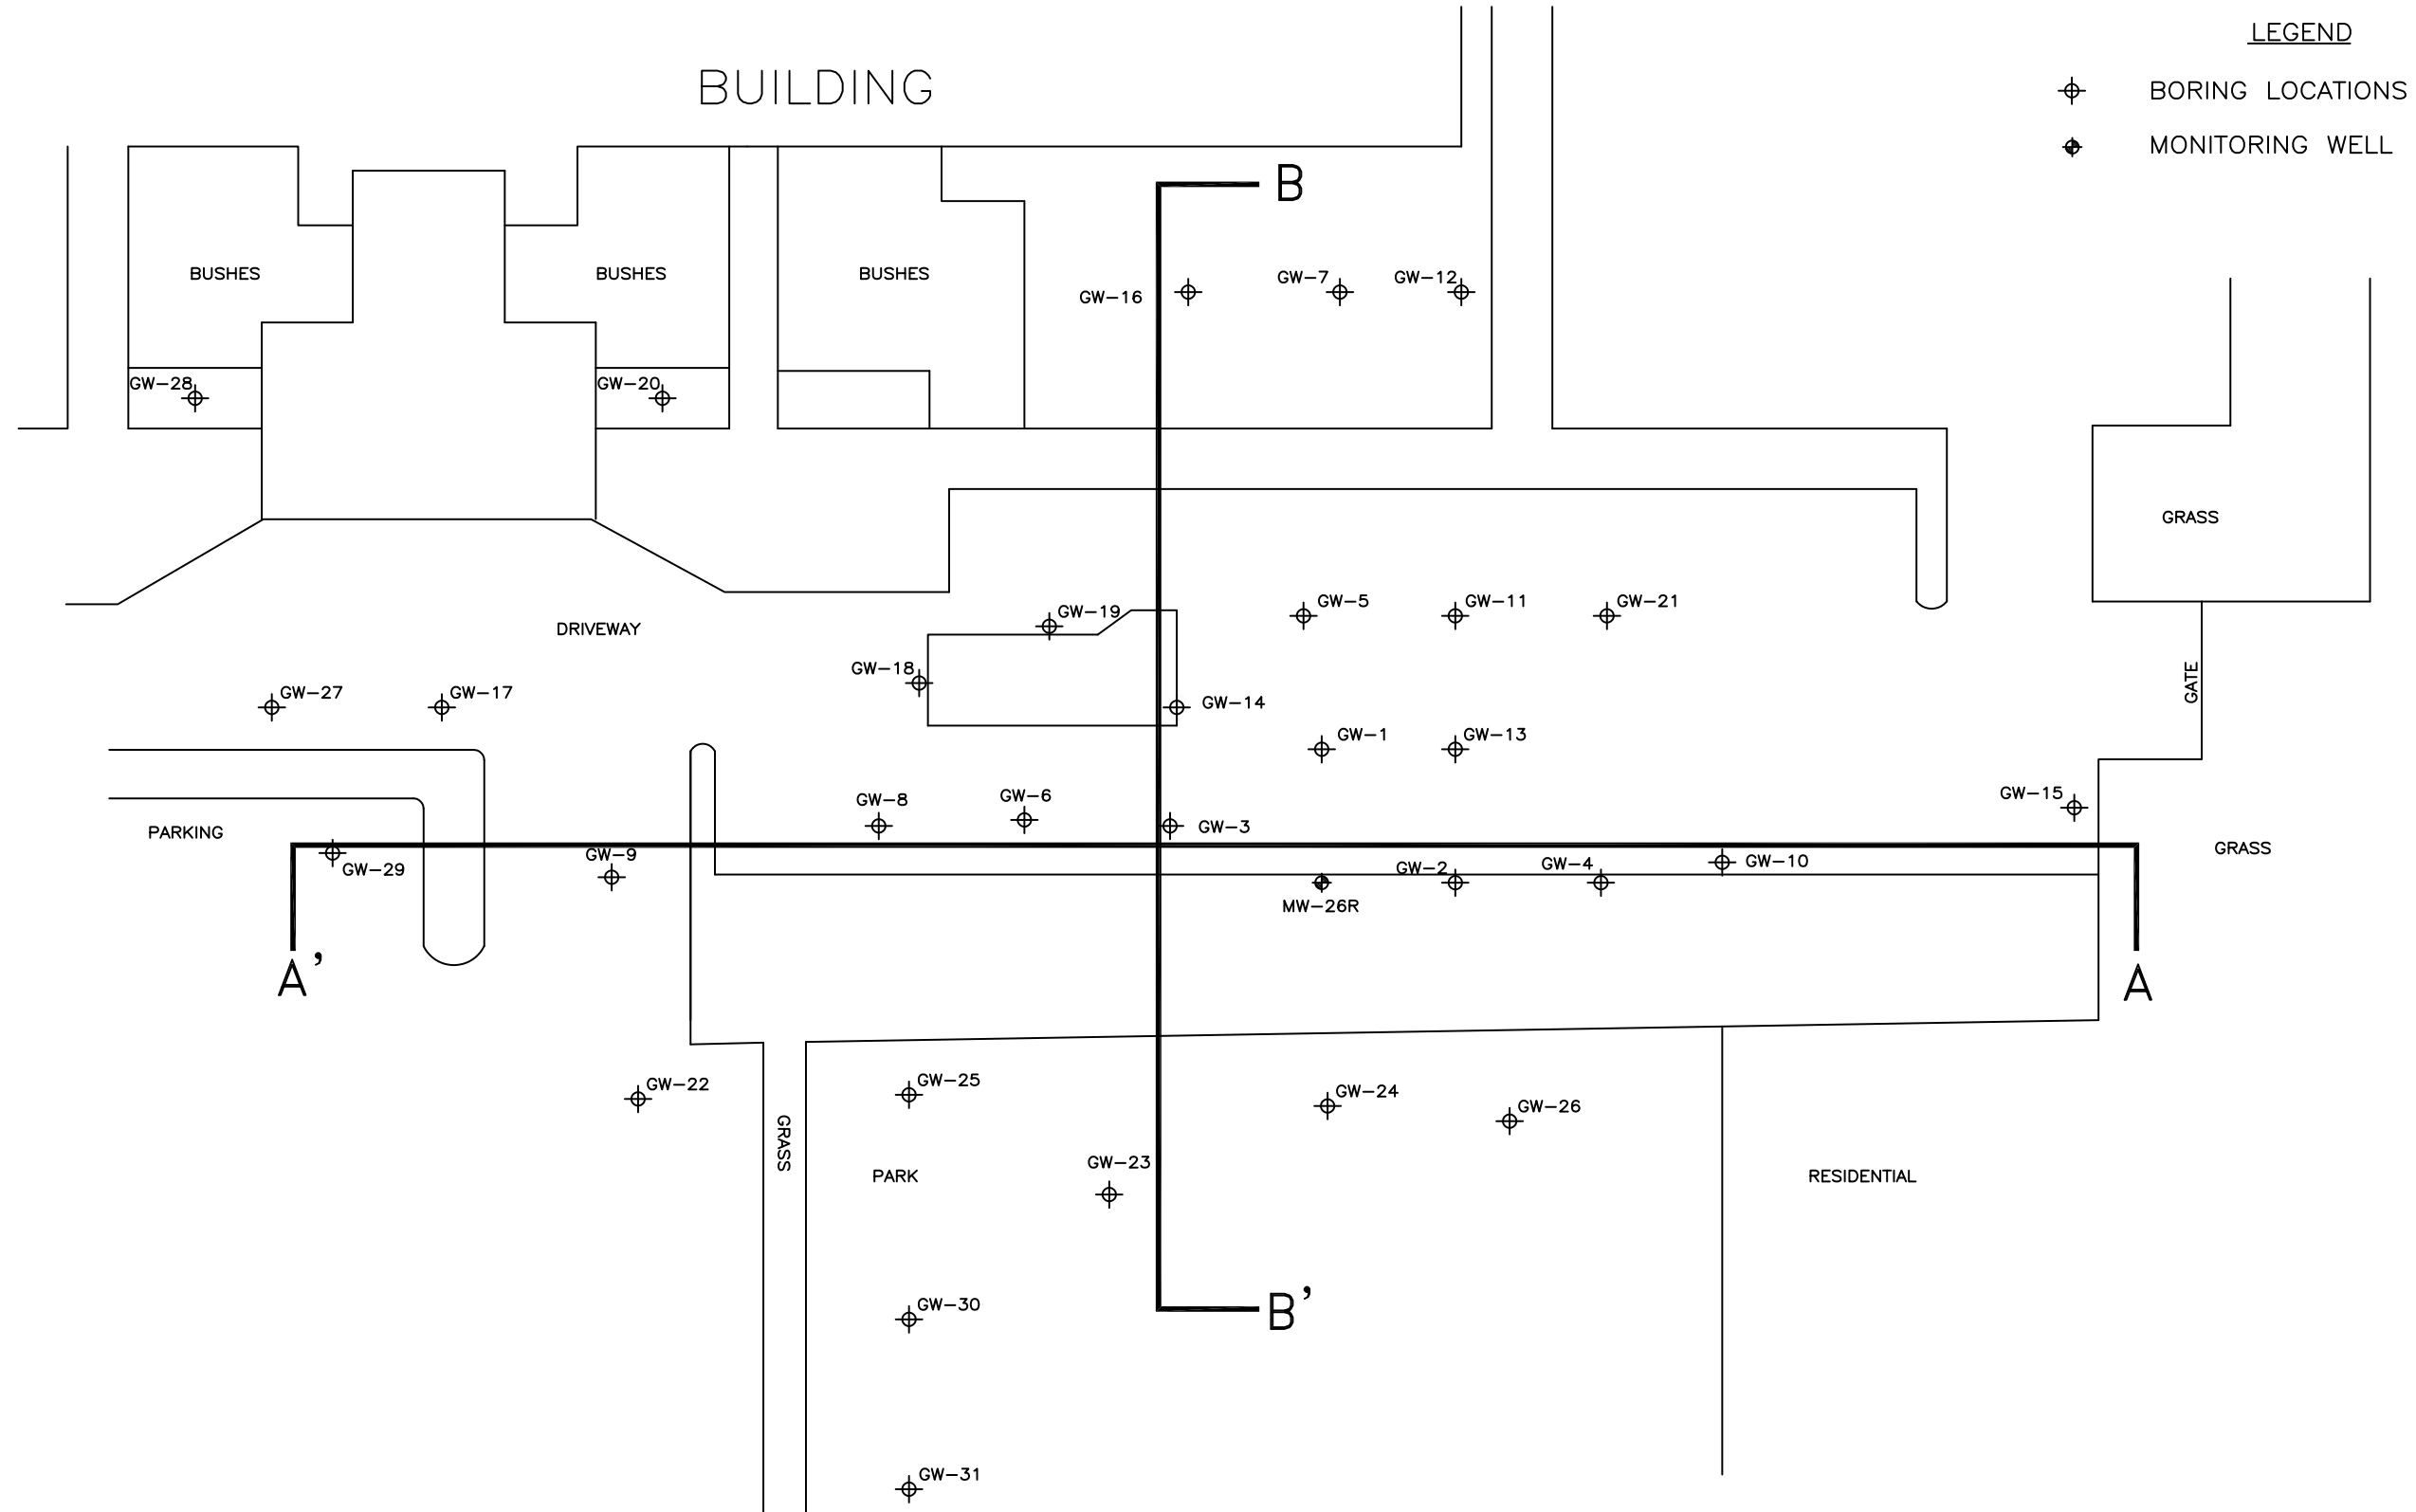 LEGEND
BORING LOCATIONS
MONITORING WELL
BUILDING
B
BUSHES
BUSHES
BUSHES
GW-16
GW-7
GW-12
GW-28
GW-20
GRASS
GW-19
GW-5
GW-11
GW-21
DRIVEWAY
GW-18
GATE
GW-27
GW-17
GW-14
GW-1
GW-13
GW-15
GW-8
GW-6
GW-3
PARKING
GRASS
GW-9
GW-29
GW-2
GW-4
GW-10
MW-26R
A'
A
GW-22
GW-25
GW-24
GW-26
GRASS
GW-23
PARK
RESIDENTIAL
GW-30
B'
GW-31